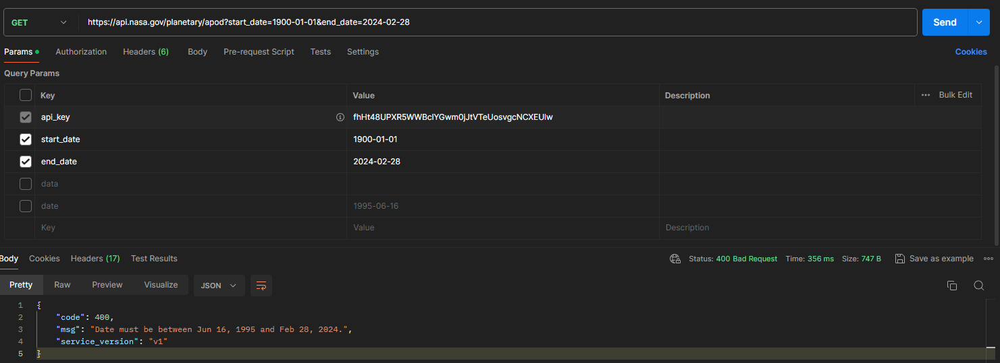 GET https://api.nasa.gov/planetary/apod?start_date=1900-01-01&end_date=2024-02-28 Send
Params Authorization Headers (6) Body Pre-request Script Tests Settings Cookies
Query Params
Key Value Description ••• Bulk Edit
api_key fhHt48UPXR5WWBclYGwm0jJtVTeUosvgcNCXEUlw
start_date 1900-01-01
end_date 2024-02-28
data
date 1995-06-16
Key Value Description
Body Cookies Headers (17) Test Results Status: 400 Bad Request Time: 356 ms Size: 747 B Save as example
Pretty Raw Preview Visualize JSON
1 {
2 "code": 400,
3 "msg": "Date must be between Jun 16, 1995 and Feb 28, 2024.",
4 "service_version": "v1"
5 }